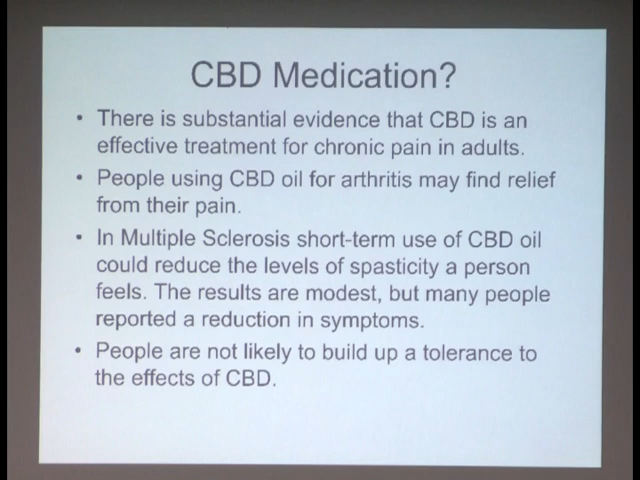 CBD Medication?
• There is substantial evidence that CBD is an
effective treatment for chronic pain in adults.
• People using CBD oil for arthritis may find relief
from their pain.
• In Multiple Sclerosis short-term use of CBD oil
could reduce the levels of spasticity a person
feels. The results are modest, but many people
reported a reduction in symptoms.
• People are not likely to build up a tolerance to
the effects of CBD.